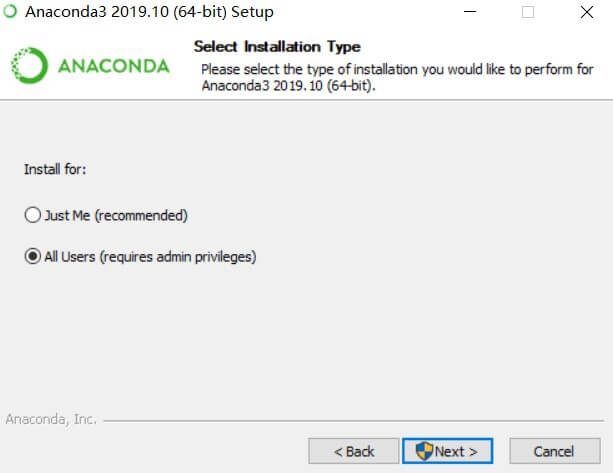 Anaconda3 2019.10 (64-bit) Setup
ANACONDA
Select Installation Type
Please select the type of installation you would like to perform for
Anaconda3 2019.10 (64-bit).
Install for:
Just Me (recommended)
All Users (requires admin privileges)
Anaconda, Inc.
< Back
Next >
Cancel